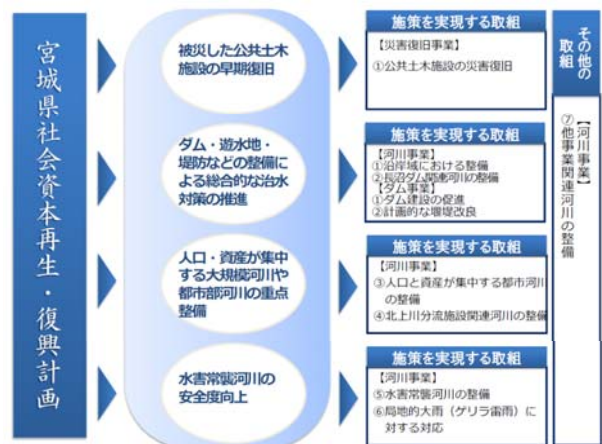 宮城県社会資本再生・復興計画
被災した公共土木
施設の早期復旧
施策を実現する取組
【災害復旧事業】
①公共土木施設の災害復旧
ダム・遊水地・
堤防などの整備に
よる総合的な治水
対策の推進
施策を実現する取組
【河川事業】
①沿岸域における整備
②長沼ダム関連河川の整備
【ダム事業】
①ダム建設の促進
②計画的な堰堤改良
人口・資産が集中
する大規模河川や
都市部河川の重点
整備
施策を実現する取組
【河川事業】
③人口と資産が集中する都市河川
の整備
④北上川分流施設関連河川の整備
水害常襲河川の
安全度向上
施策を実現する取組
【河川事業】
⑤水害常襲河川の整備
⑥局地的大雨（ゲリラ雷雨）に
対する対応
その他の
取組
【河川事業】
⑦他事業関連河川の整備